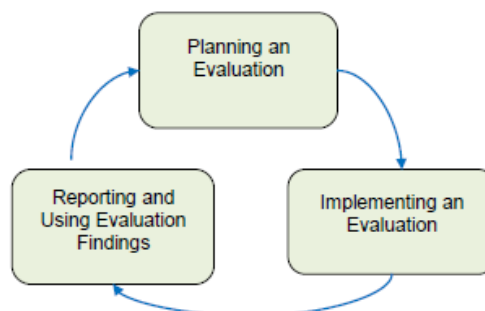 Planning an
Evaluation
Implementing an
Evaluation
Reporting and
Using Evaluation
Findings